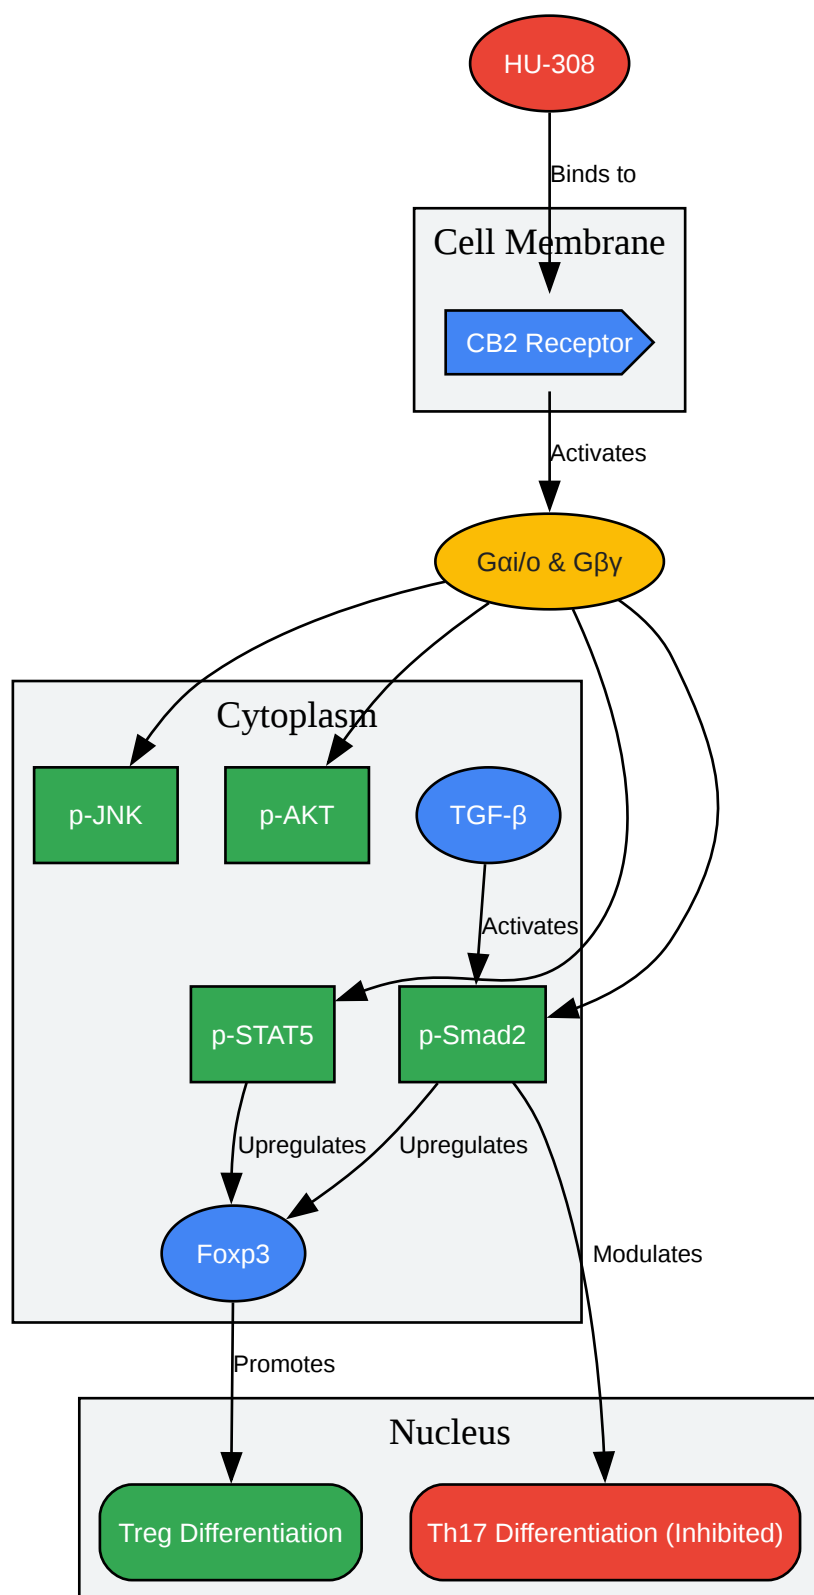 HU-308
Binds to
Cell Membrane
CB2 Receptor
Activates
Gαi/o & Gβγ
Cytoplasm
p-JNK
p-AKT
TGF-β
Activates
p-STAT5
p-Smad2
Upregulates
Upregulates
Foxp3
Modulates
Promotes
Nucleus
Treg Differentiation
Th17 Differentiation (Inhibited)